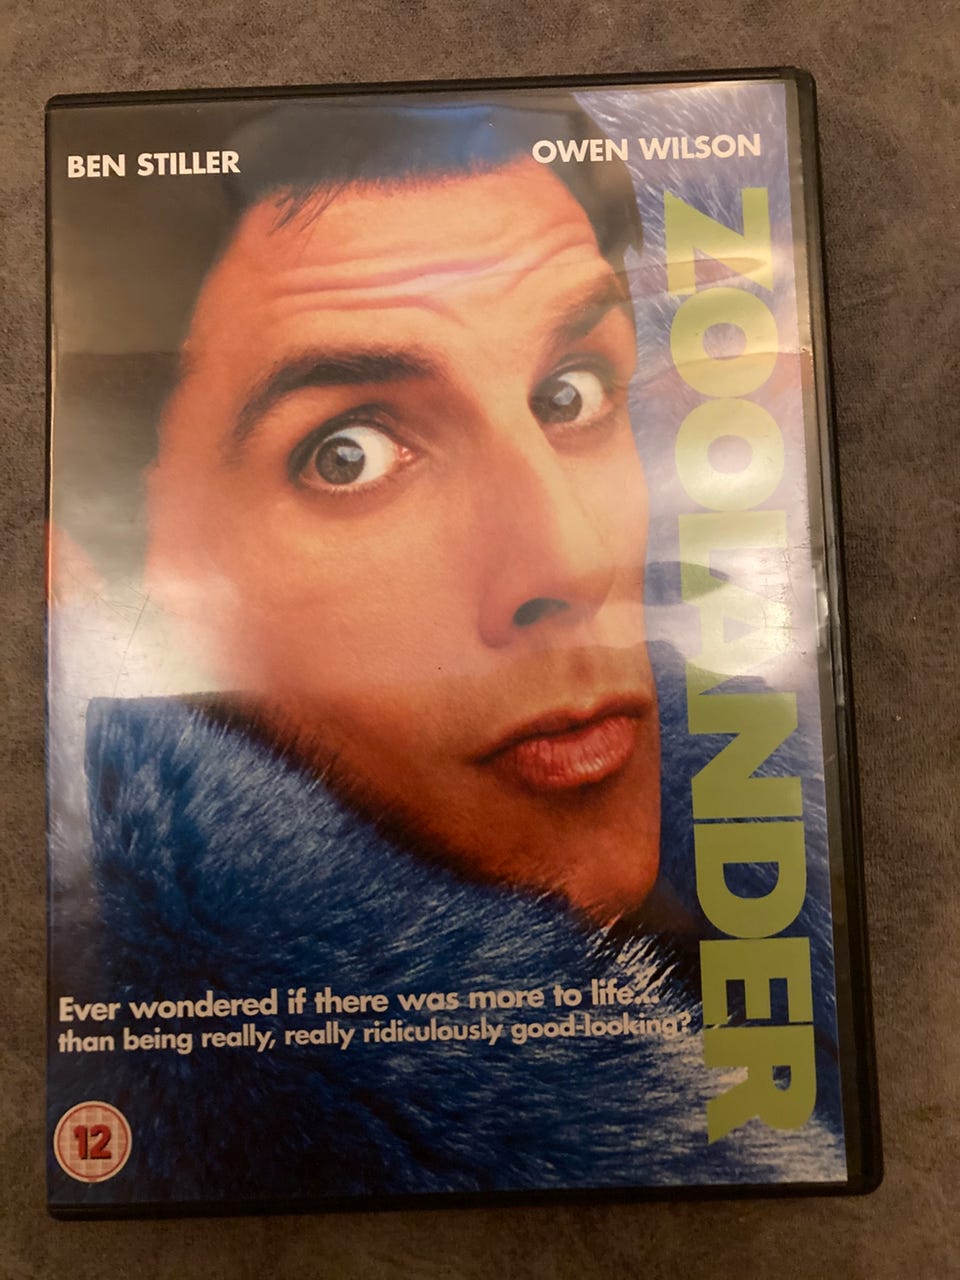 BEN STILLER
OWEN WILSON
ZOOLANDER
Ever wondered if there was more to life...
than being really, really ridiculously good-looking?
12